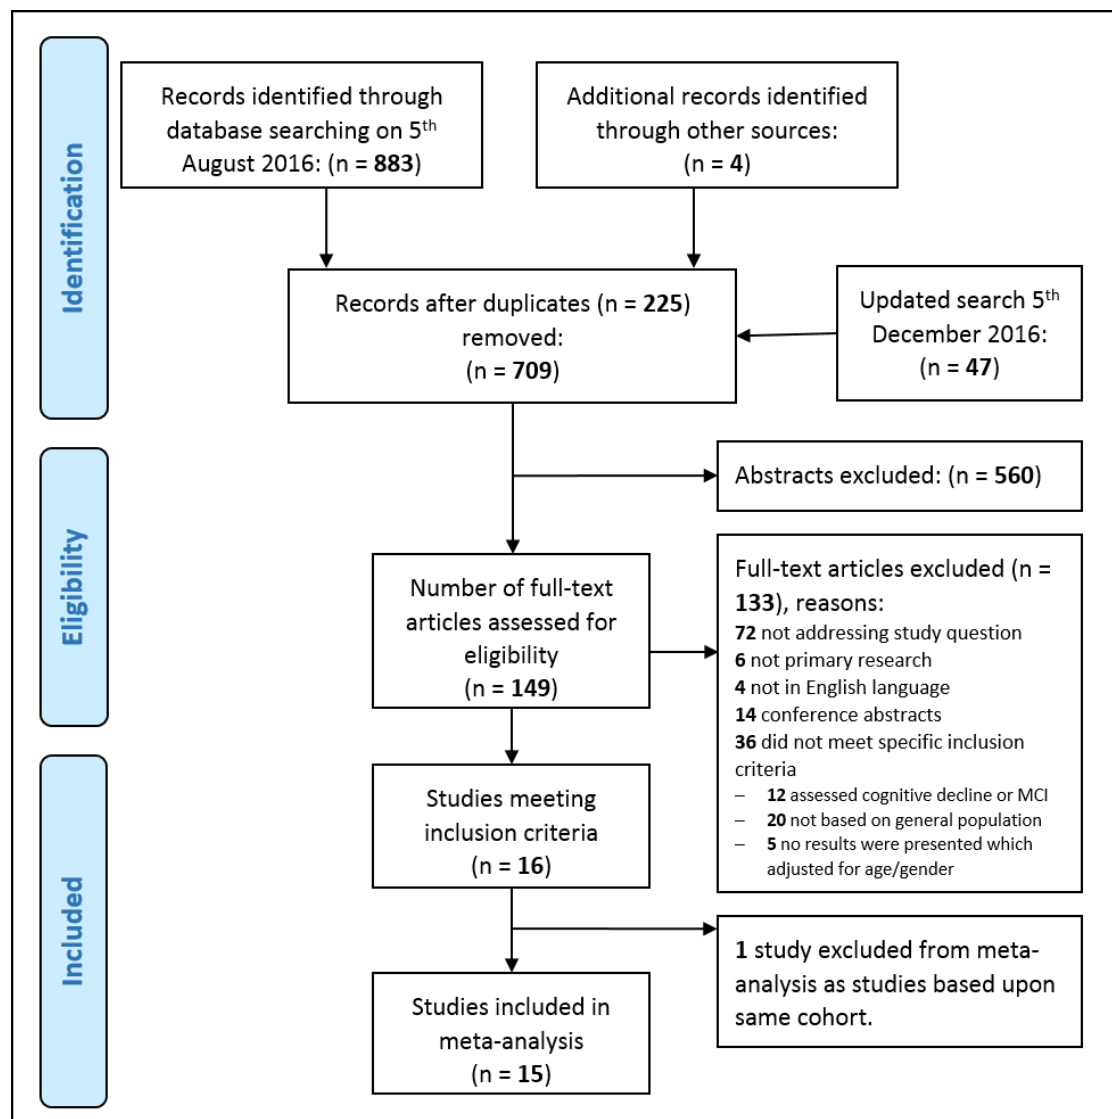 Identification
Records identified through
database searching on 5th
August 2016: (n = 883)
Additional records identified
through other sources:
(n = 4)
Records after duplicates (n = 225)
removed:
(n = 709)
Updated search 5th
December 2016:
(n = 47)
Eligibility
Abstracts excluded: (n = 560)
Number of full-text
articles assessed for
eligibility
(n = 149)
Full-text articles excluded (n =
133), reasons:
72 not addressing study question
6 not primary research
4 not in English language
14 conference abstracts
36 did not meet specific inclusion
criteria
– 12 assessed cognitive decline or MCI
– 20 not based on general population
– 5 no results were presented which
adjusted for age/gender
Included
Studies meeting
inclusion criteria
(n = 16)
1 study excluded from meta-
analysis as studies based upon
same cohort.
Studies included in
meta-analysis
(n = 15)